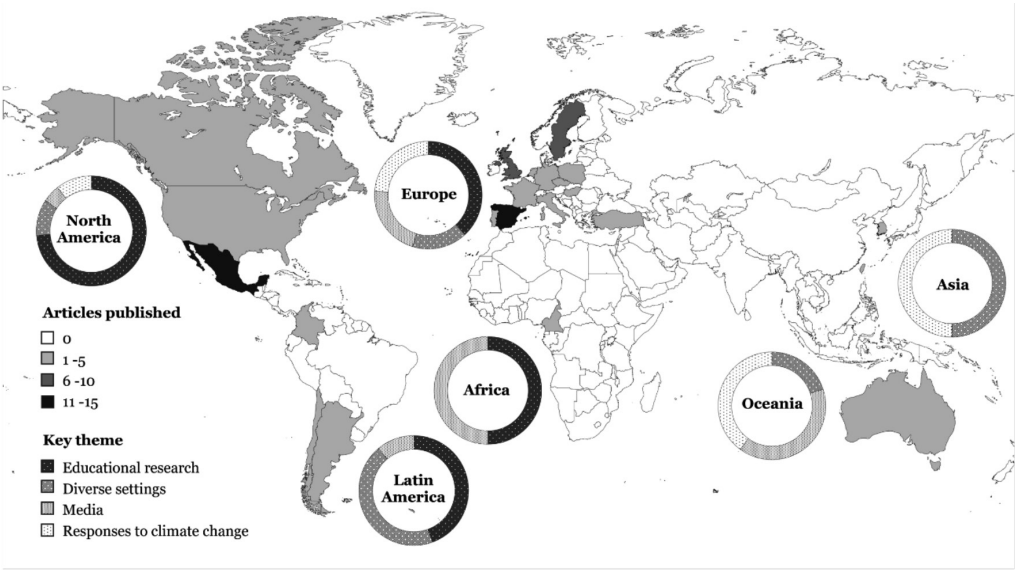 Europe
North
America
Asia
Articles published
0
1 -5
6 -10
11 -15
Africa
Oceania
Key theme
Educational research
Diverse settings
Media
Responses to climate change
Latin
America